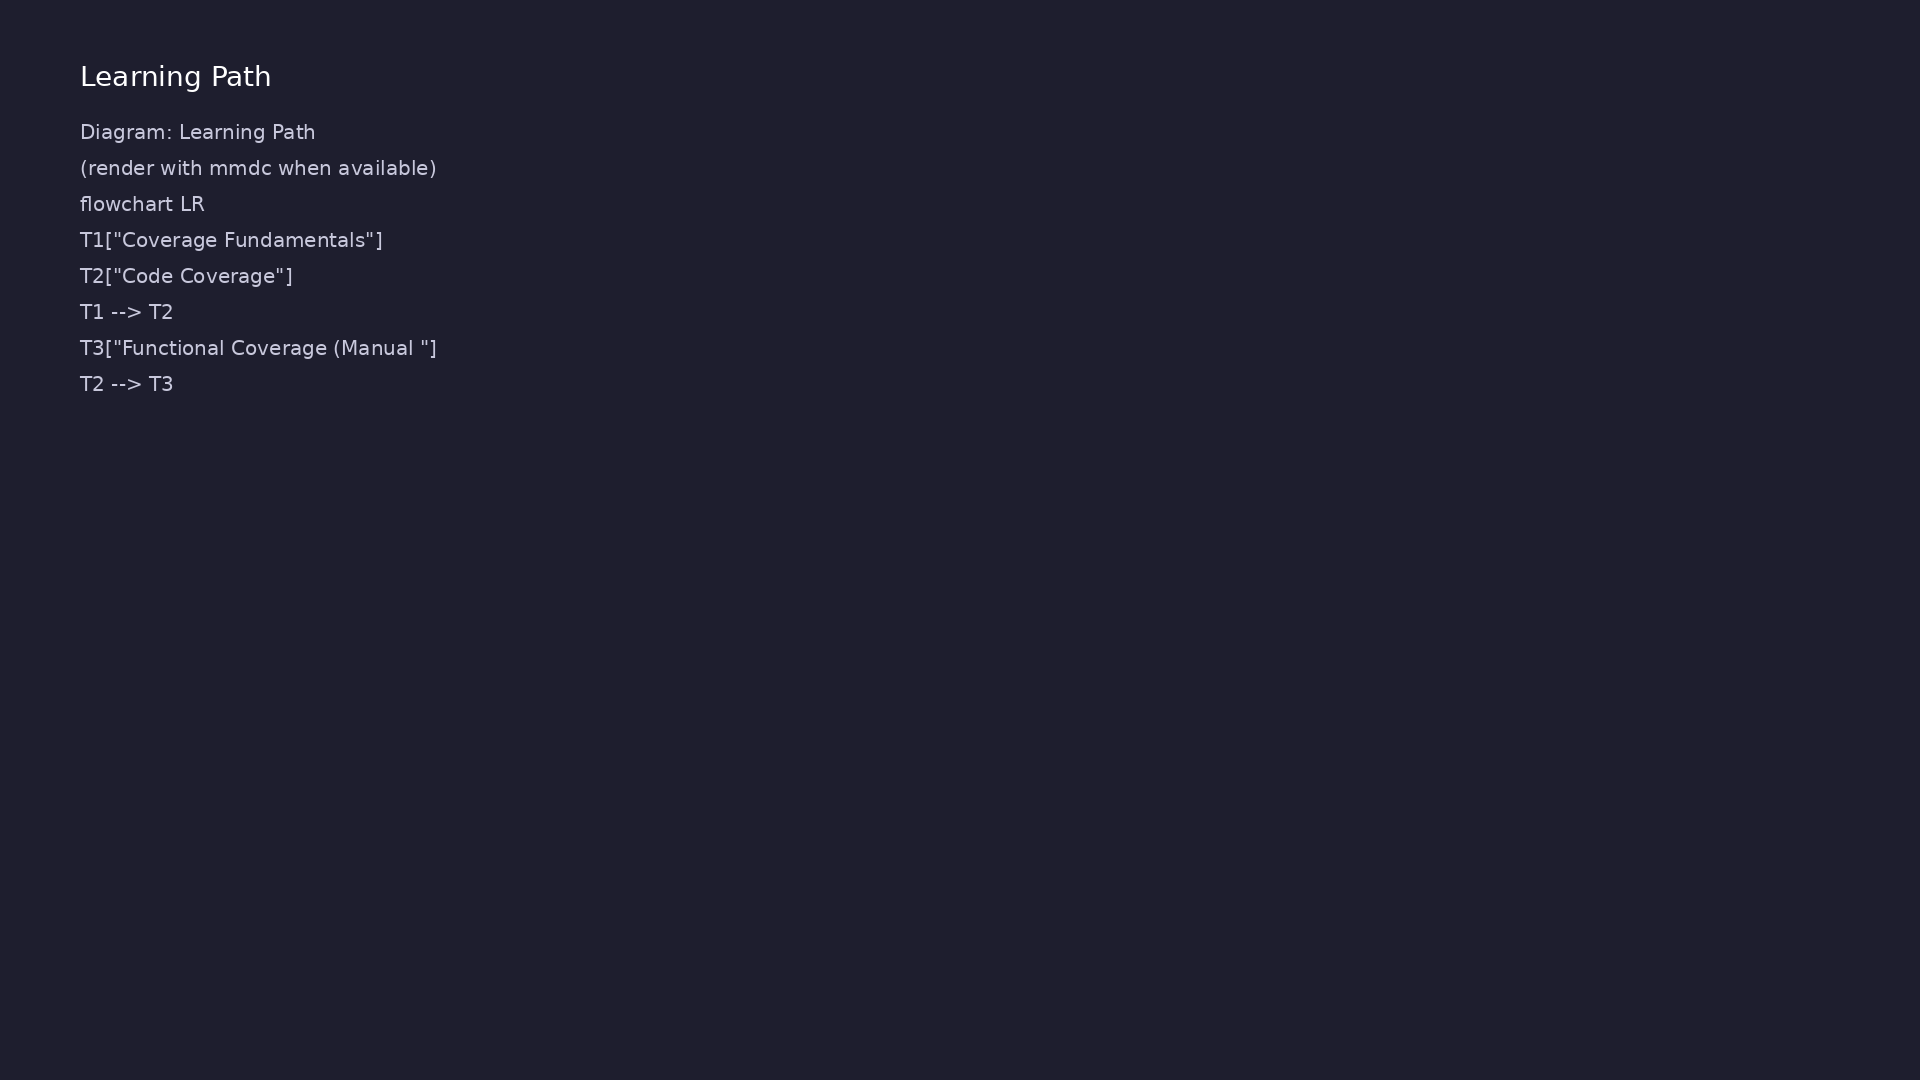 Learning Path
Diagram: Learning Path
(render with mmdc when available)
flowchart LR
T1["Coverage Fundamentals"]
T2["Code Coverage"]
T1 --> T2
T3["Functional Coverage (Manual "]
T2 --> T3